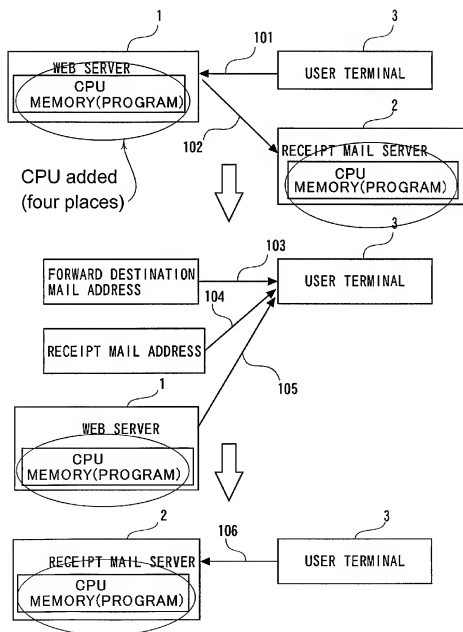 1
3
WEB SERVER
CPU
MEMORY(PROGRAM)
101
USER TERMINAL
102
2
RECEIPT MAIL SERVER
CPU
MEMORY(PROGRAM)
CPU added
(four places)
3
FORWARD DESTINATION
MAIL ADDRESS
103
USER TERMINAL
104
RECEIPT MAIL ADDRESS
105
1
WEB SERVER
CPU
MEMORY(PROGRAM)
2
3
RECEIPT MAIL SERVER
CPU
MEMORY(PROGRAM)
106
USER TERMINAL